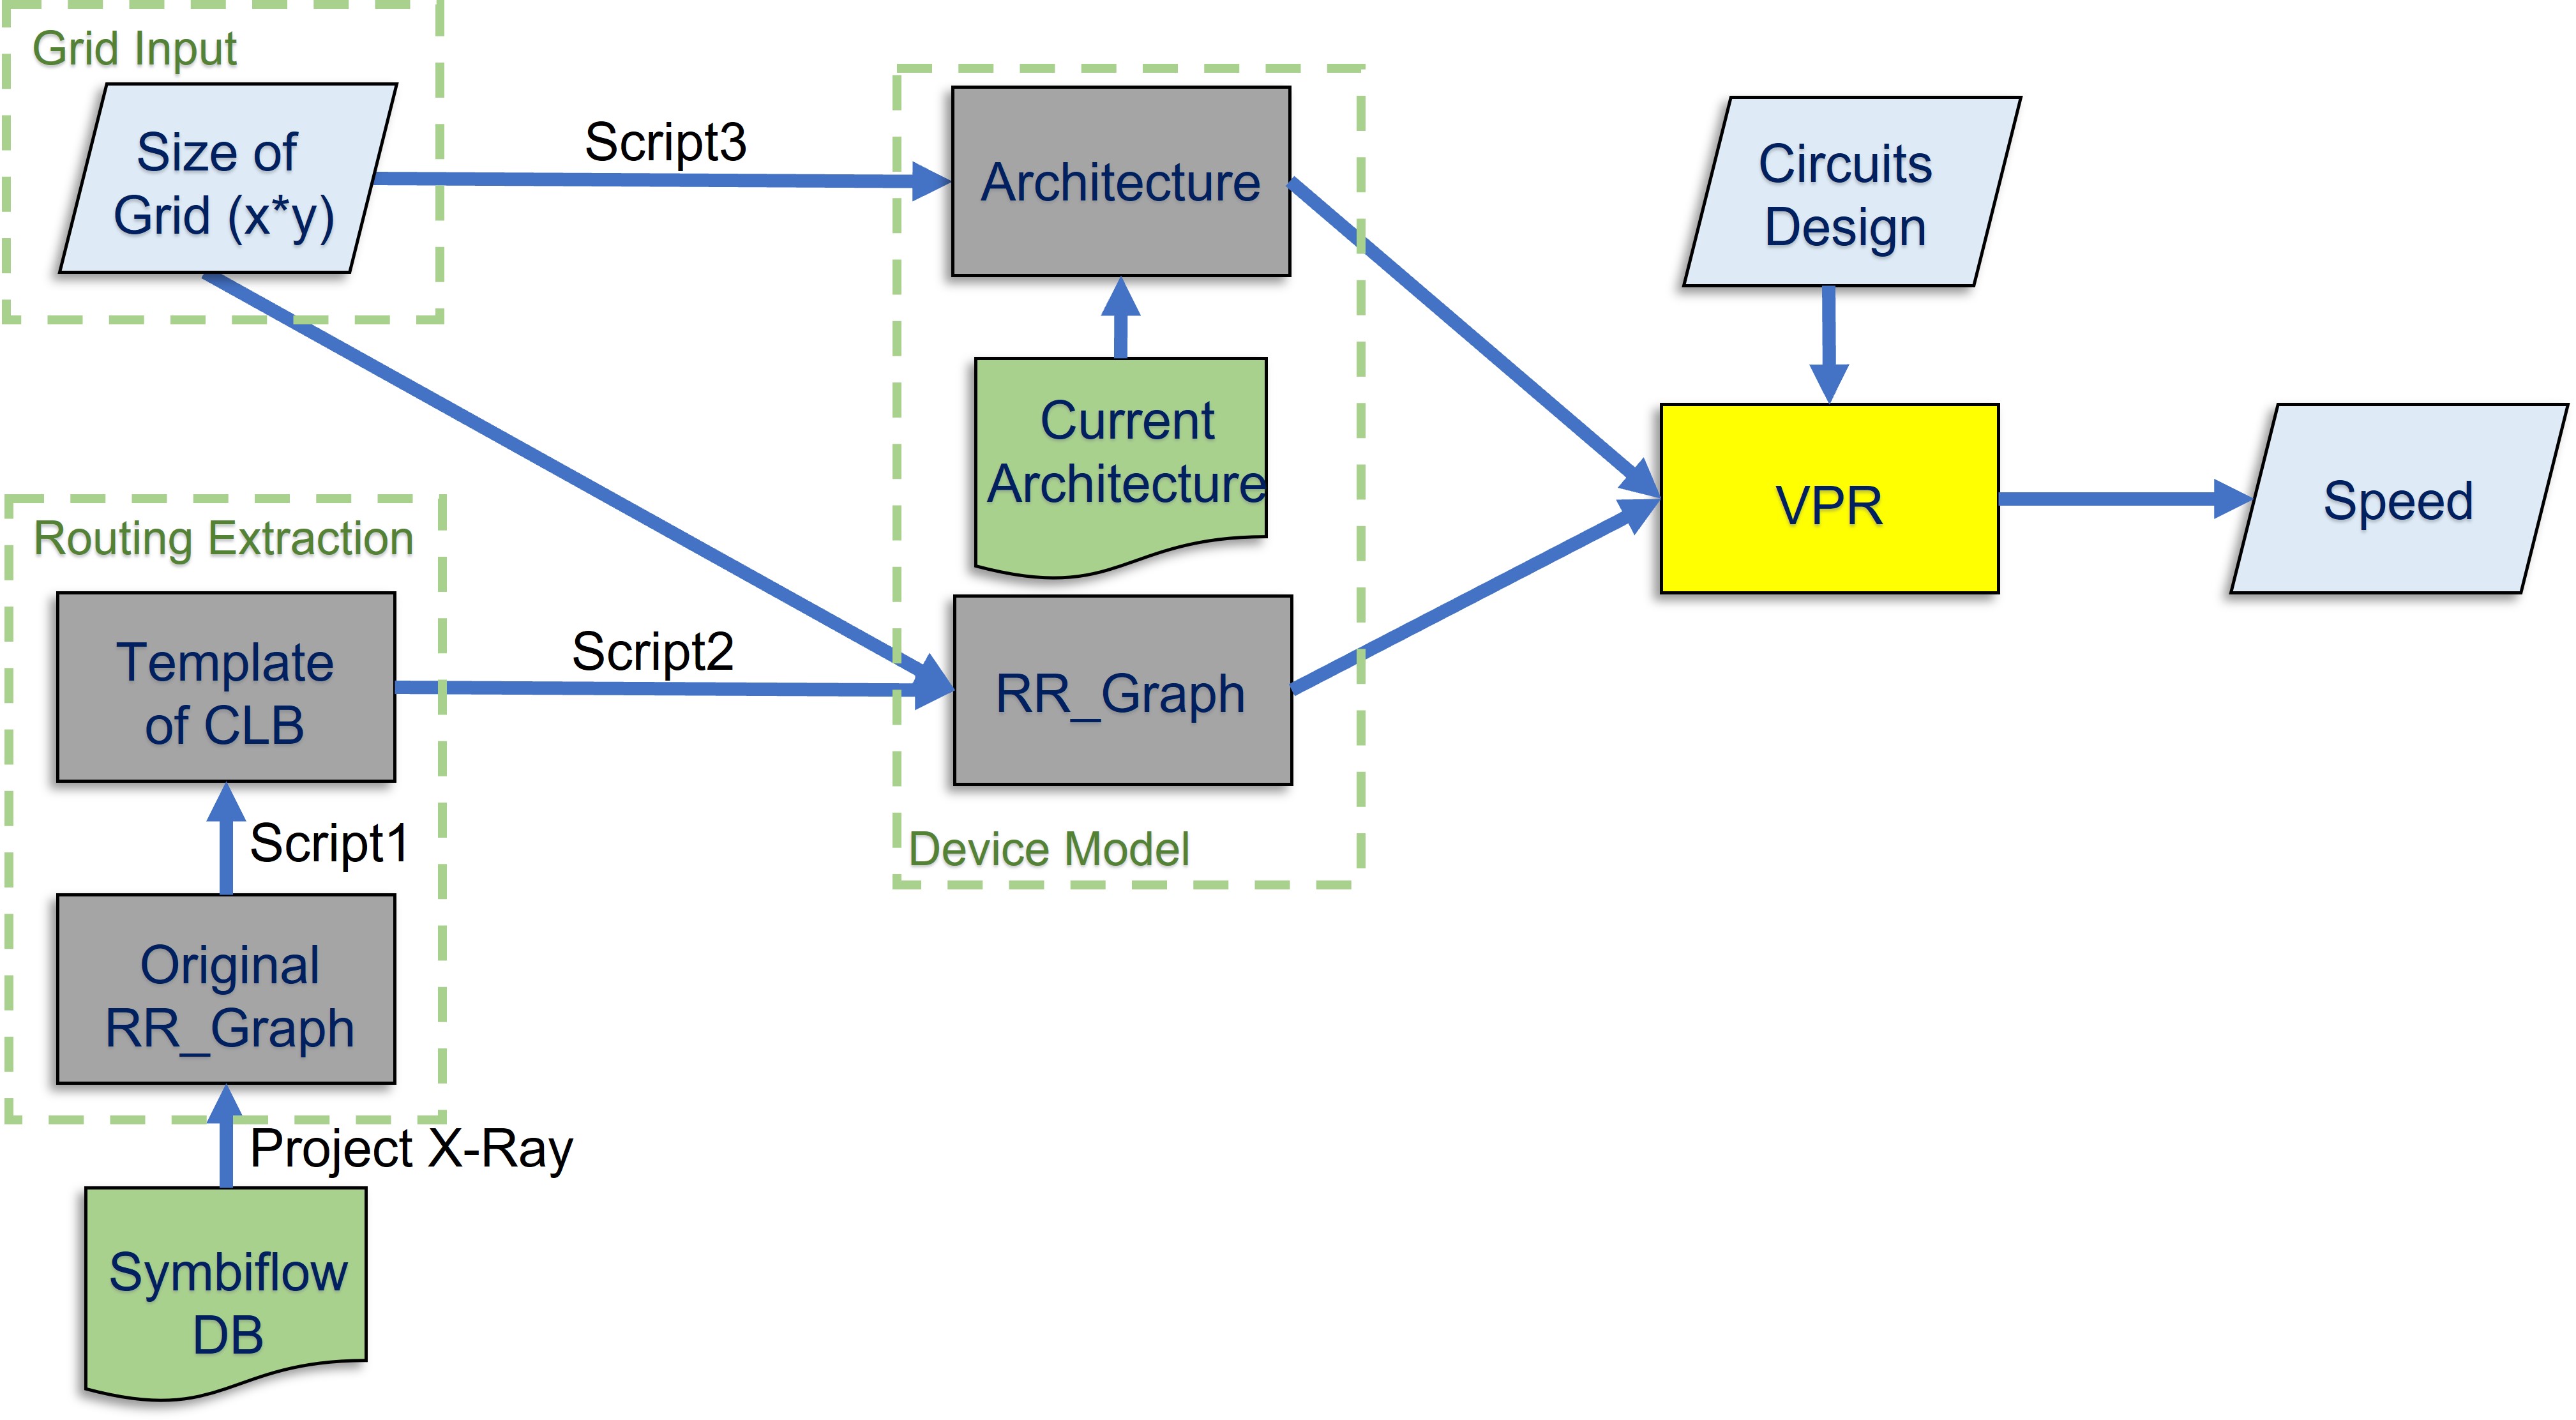 Grid Input
Size of
Grid (x*y)
Script3
Architecture
Circuits
Design
Current
Architecture
VPR
Speed
Routing Extraction
Template
of CLB
Script2
RR_Graph
Script1
Device Model
Original
RR_Graph
Project X-Ray
Symbiflow
DB